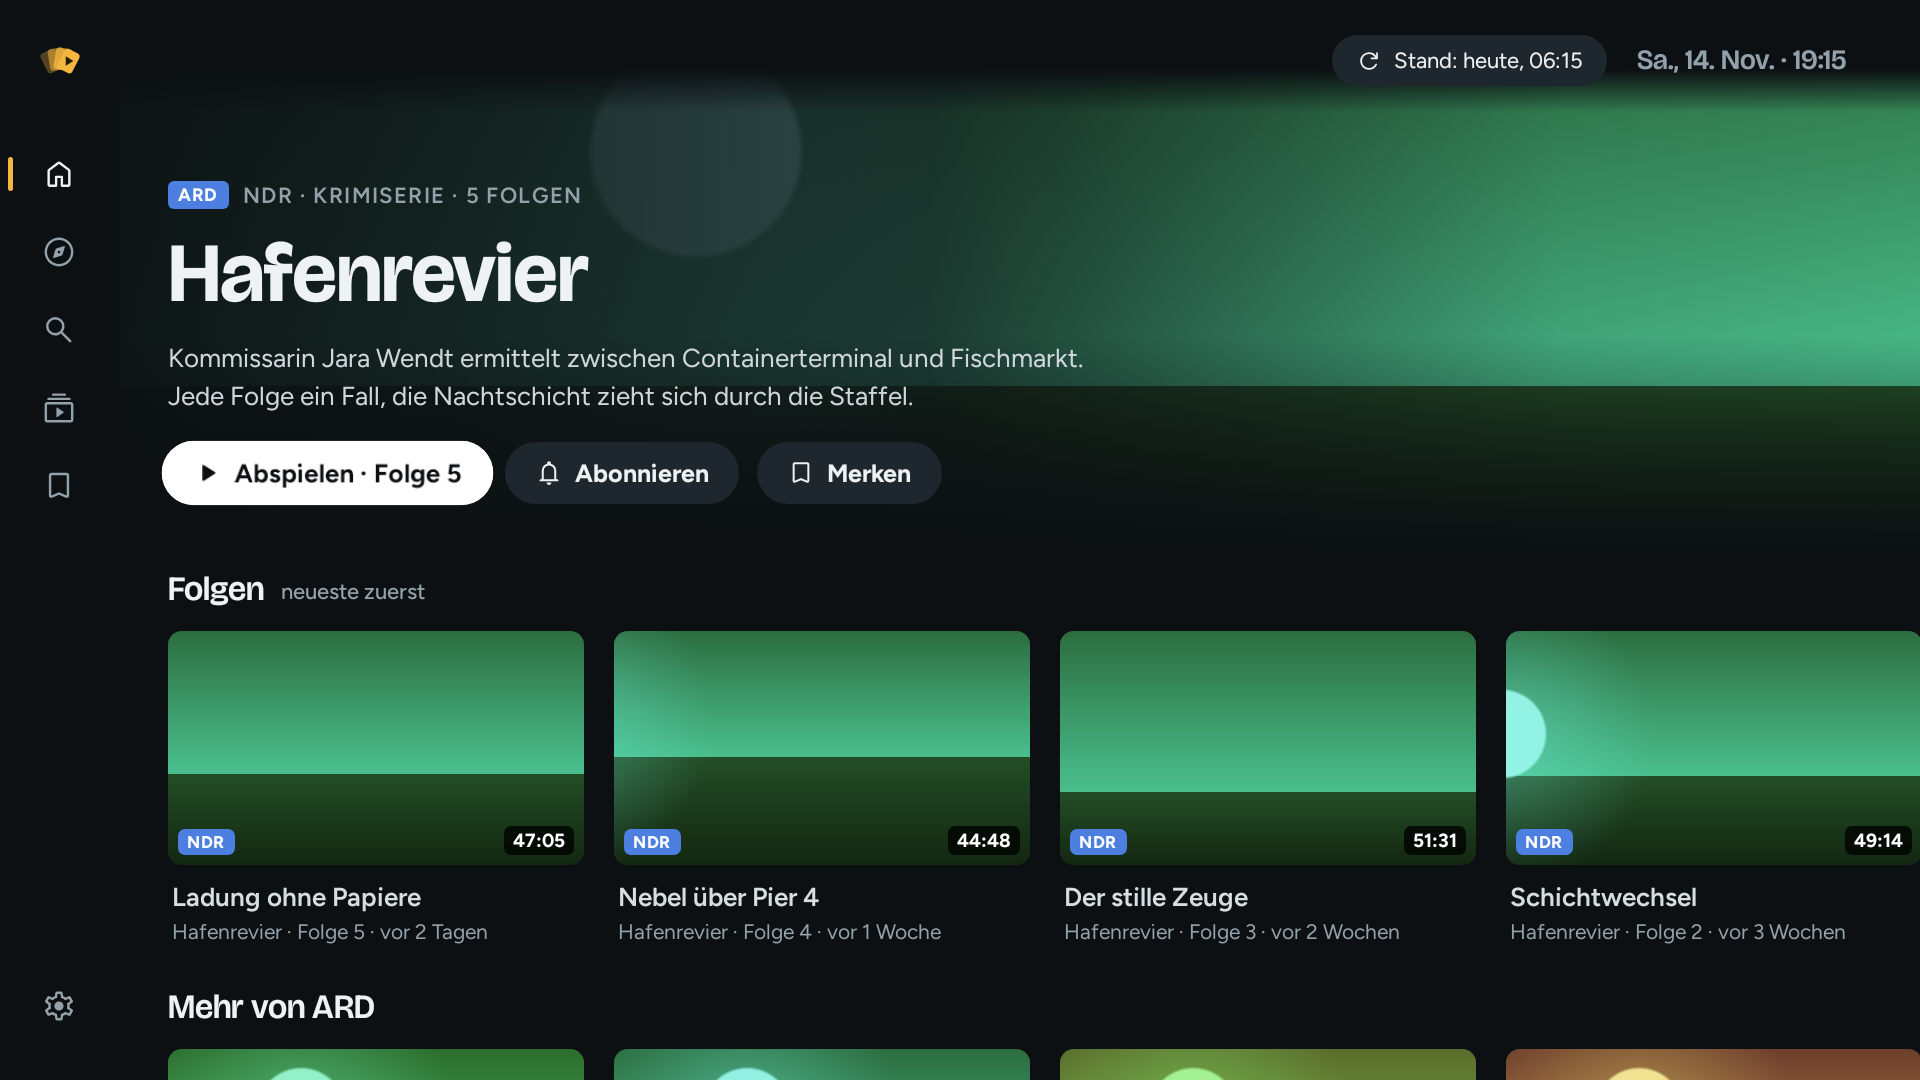 Stand: heute, 06:15
Sa., 14. Nov. · 19:15
ARD NDR · KRIMISERIE · 5 FOLGEN
Hafenrevier
Kommissarin Jara Wendt ermittelt zwischen Containerterminal und Fischmarkt.
Jede Folge ein Fall, die Nachtschicht zieht sich durch die Staffel.
Abspielen · Folge 5
Abonnieren
Merken
Folgen neueste zuerst
NDR 47:05
Ladung ohne Papiere
Hafenrevier · Folge 5 · vor 2 Tagen
NDR 44:48
Nebel über Pier 4
Hafenrevier · Folge 4 · vor 1 Woche
NDR 51:31
Der stille Zeuge
Hafenrevier · Folge 3 · vor 2 Wochen
NDR 49:14
Schichtwechsel
Hafenrevier · Folge 2 · vor 3 Wochen
Mehr von ARD